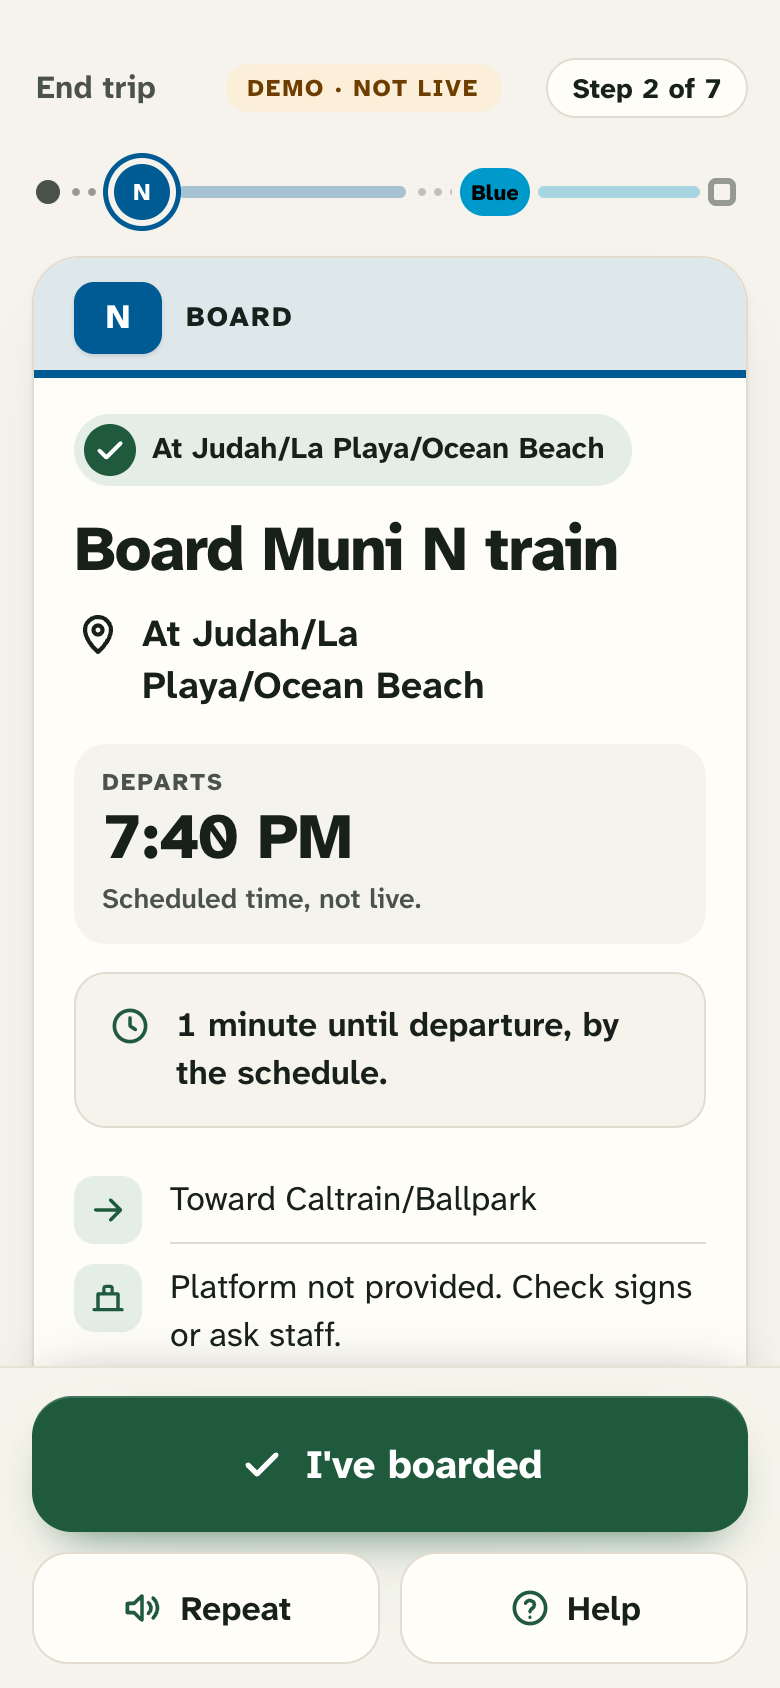 End trip
DEMO · NOT LIVE
Step 2 of 7
N
Blue
N
BOARD
At Judah/La Playa/Ocean Beach
Board Muni N train
At Judah/La
Playa/Ocean Beach
DEPARTS
7:40 PM
Scheduled time, not live.
1 minute until departure, by
the schedule.
Toward Caltrain/Ballpark
Platform not provided. Check signs
or ask staff.
I've boarded
Repeat
Help